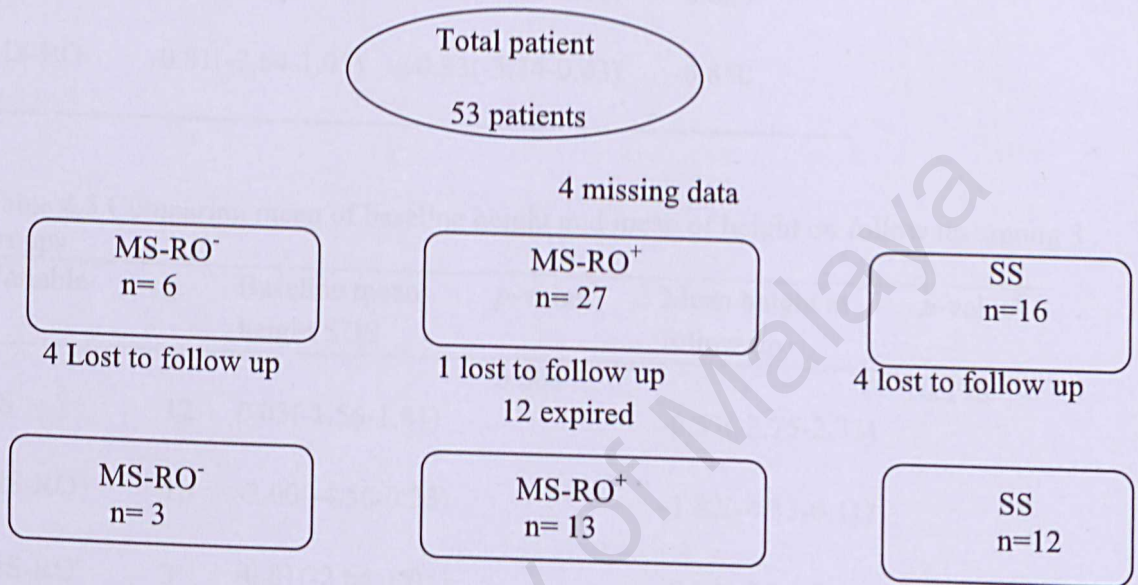 Total patient
53 patients
4 missing data
MS-RO⁻
n= 6
MS-RO⁺
n= 27
SS
n=16
4 Lost to follow up
1 lost to follow up
12 expired
4 lost to follow up
MS-RO⁻
n= 3
MS-RO⁺
n= 13
SS
n=12
of Malaya